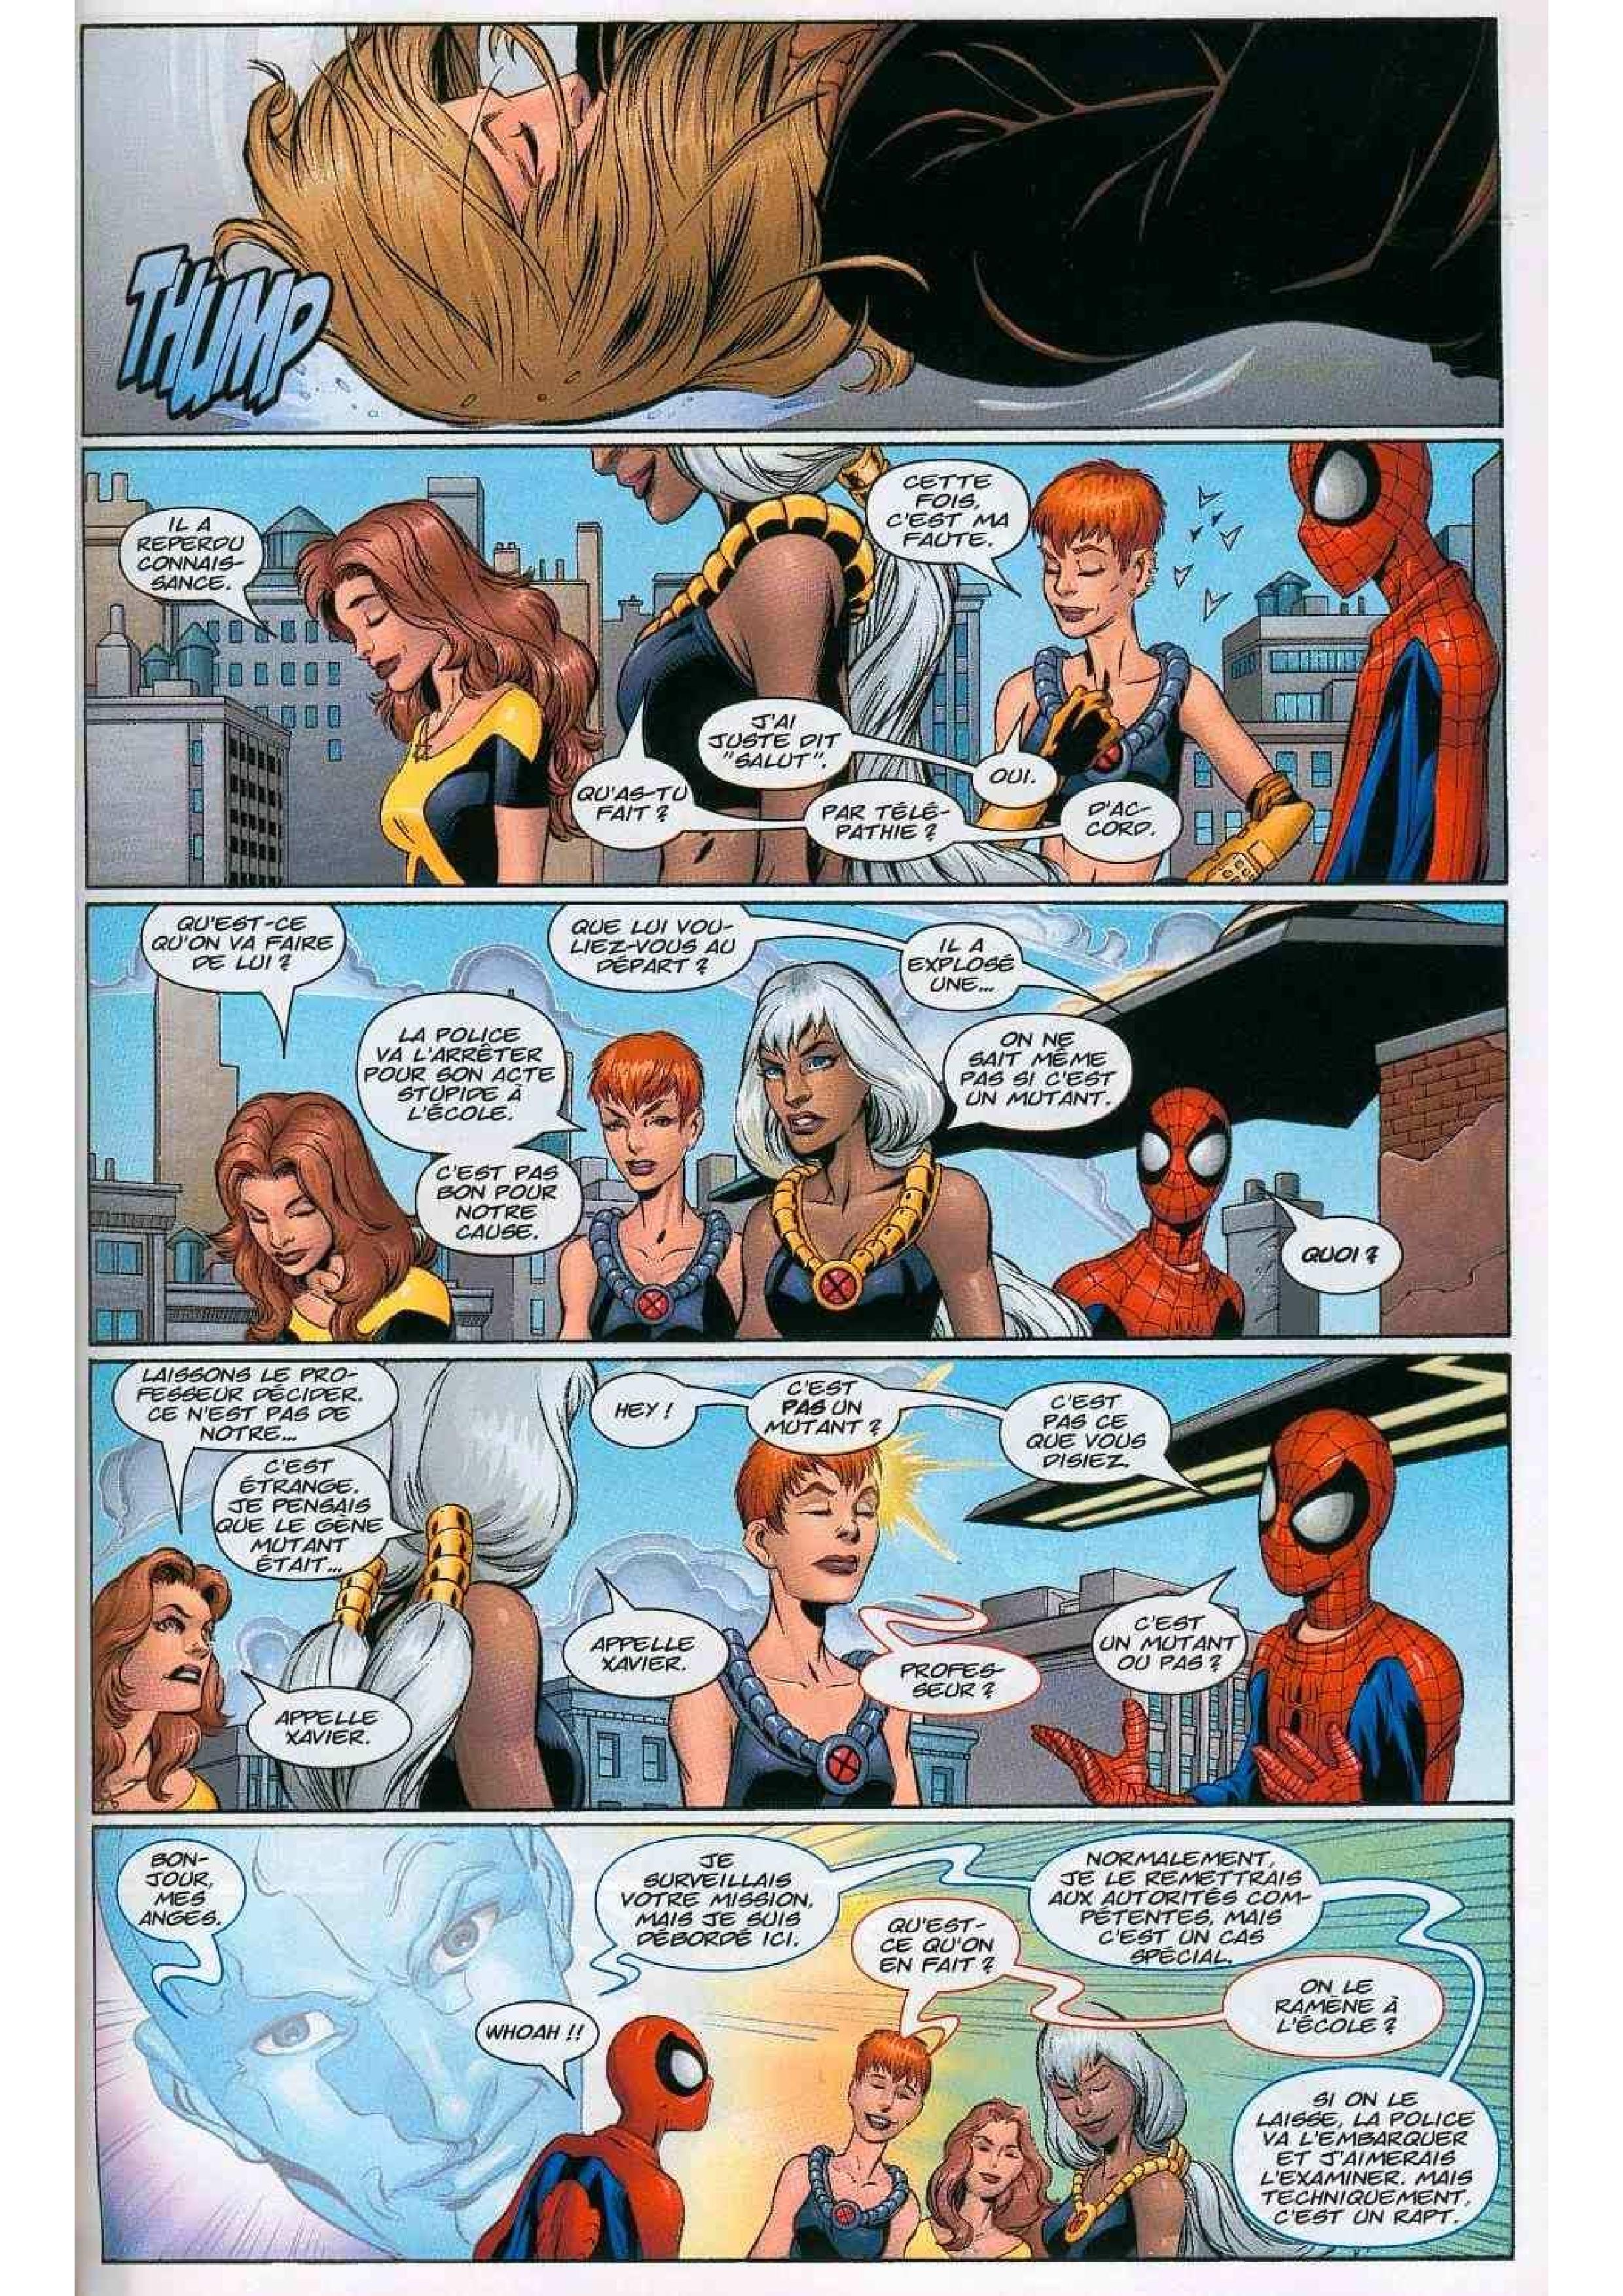 THUMP
IL A
REPERDU
CONNAIS-
SANCE.
CETTE
FOIS,
C'EST MA
FAUTE.
QU'AS-TU
FAIT ?
J'AI
JUSTE DIT
"SALUT".
PAR TÉLÉ-
PATHIE ?
OUI.
D'AC-
CORD.
QU'EST-CE
QU'ON VA FAIRE
DE LUI ?
LA POLICE
VA L'ARRÊTER
POUR SON ACTE
STUPIDE À
L'ÉCOLE.
C'EST PAS
BON POUR
NOTRE
CAUSE.
QUE LUI VOU-
LIEZ-VOUS AU
DÉPART ?
IL A
EXPLOSÉ
UNE...
ON NE
SAIT MÊME
PAS SI C'EST
UN MUTANT.
QUOI ?
LAISSONS LE PRO-
FESSEUR DÉCIDER.
CE N'EST PAS DE
NOTRE...
C'EST
ÉTRANGE.
JE PENSAIS
QUE LE GÈNE
MUTANT
ÉTAIT...
APPELLE
XAVIER.
HEY !
C'EST
PAS UN
MUTANT ?
C'EST
PAS CE
QUE VOUS
DISIEZ.
APPELLE
XAVIER.
PROFES-
SEUR ?
C'EST
UN MUTANT
OU PAS ?
BON-
JOUR,
MES
ANGES.
WHOAH !!
JE
SURVEILLAIS
VOTRE MISSION,
MAIS JE SUIS
DÉBORDÉ ICI.
QU'EST-
CE QU'ON
EN FAIT ?
NORMALEMENT,
JE LE REMETTRAIS
AUX AUTORITÉS COM-
PÉTENTES, MAIS
C'EST UN CAS
SPÉCIAL.
ON LE
RAMÈNE À
L'ÉCOLE ?
SI ON LE
LAISSE, LA POLICE
VA L'EMBARQUER
ET J'AIMERAIS
L'EXAMINER. MAIS
TECHNIQUEMENT,
C'EST UN RAPT.